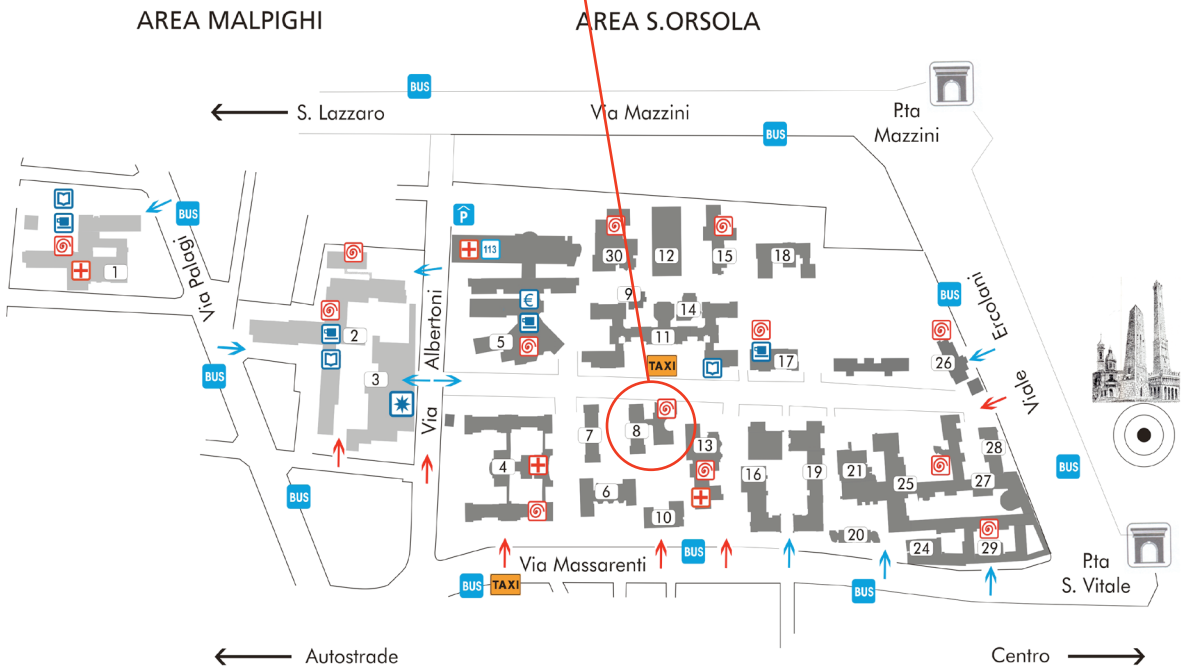 AREA MALPIGHI
AREA S.ORSOLA
BUS
S. Lazzaro
Via Mazzini
BUS
P.ta
Mazzini
BUS
Via Palagi
1
BUS
2
3
Via Albertoni
P
113
€
5
30
12
15
18
9
14
11
TAXI
17
BUS
Viale Ercolani
26
7
8
13
4
6
10
16
19
21
20
25
28
27
24
29
BUS
BUS
Via Massarenti
BUS
BUS
TAXI
BUS
P.ta
S. Vitale
Autostrade
Centro